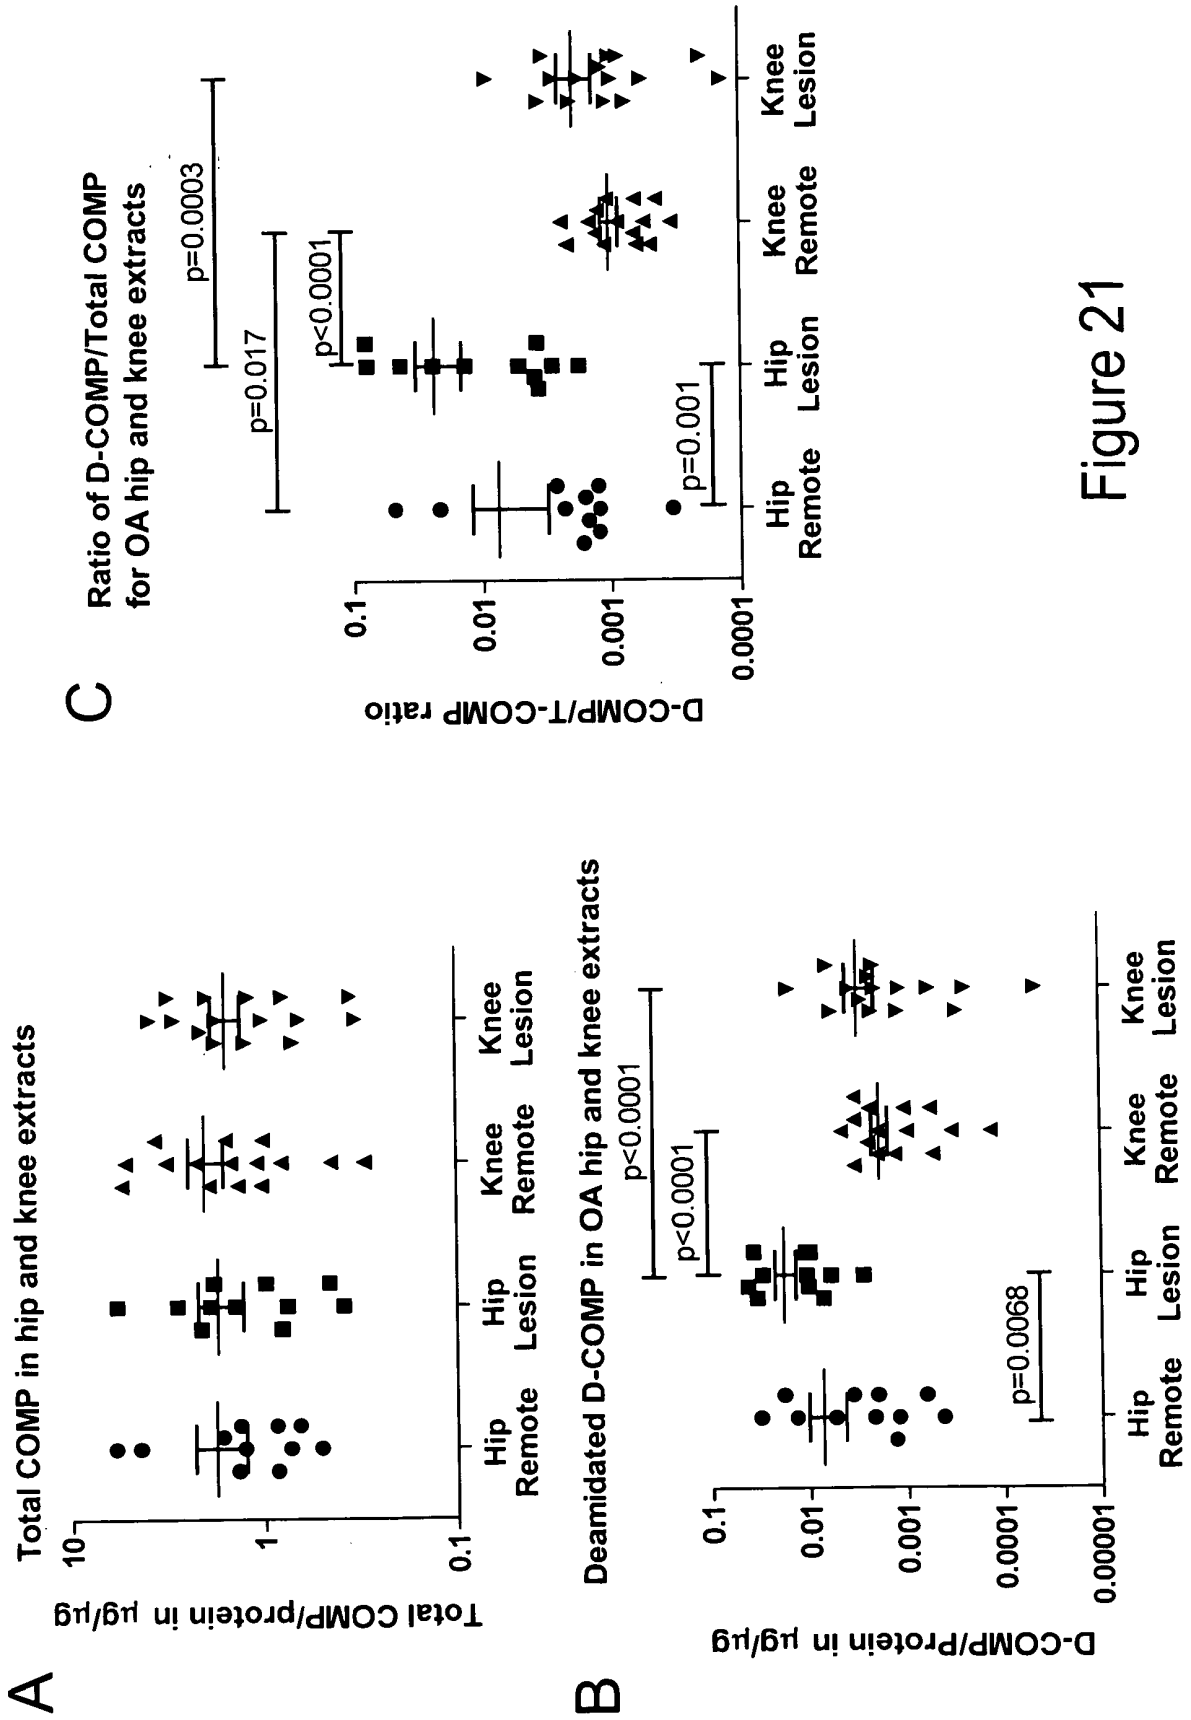 A
Total COMP in hip and knee extracts
Total COMP/protein in µg/µg
10
1
0.1
Hip Remote
Hip Lesion
Knee Remote
Knee Lesion
B
Deamidated D-COMP in OA hip and knee extracts
D-COMP/Protein in µg/µg
0.1
0.01
0.001
0.0001
0.00001
p<0.0001
p<0.0001
p=0.0068
Hip Remote
Hip Lesion
Knee Remote
Knee Lesion
C
Ratio of D-COMP/Total COMP
for OA hip and knee extracts
D-COMP/T-COMP ratio
0.1
0.01
0.001
0.0001
p=0.0003
p=0.017
p<0.0001
p=0.001
Hip Remote
Hip Lesion
Knee Remote
Knee Lesion
Figure 21